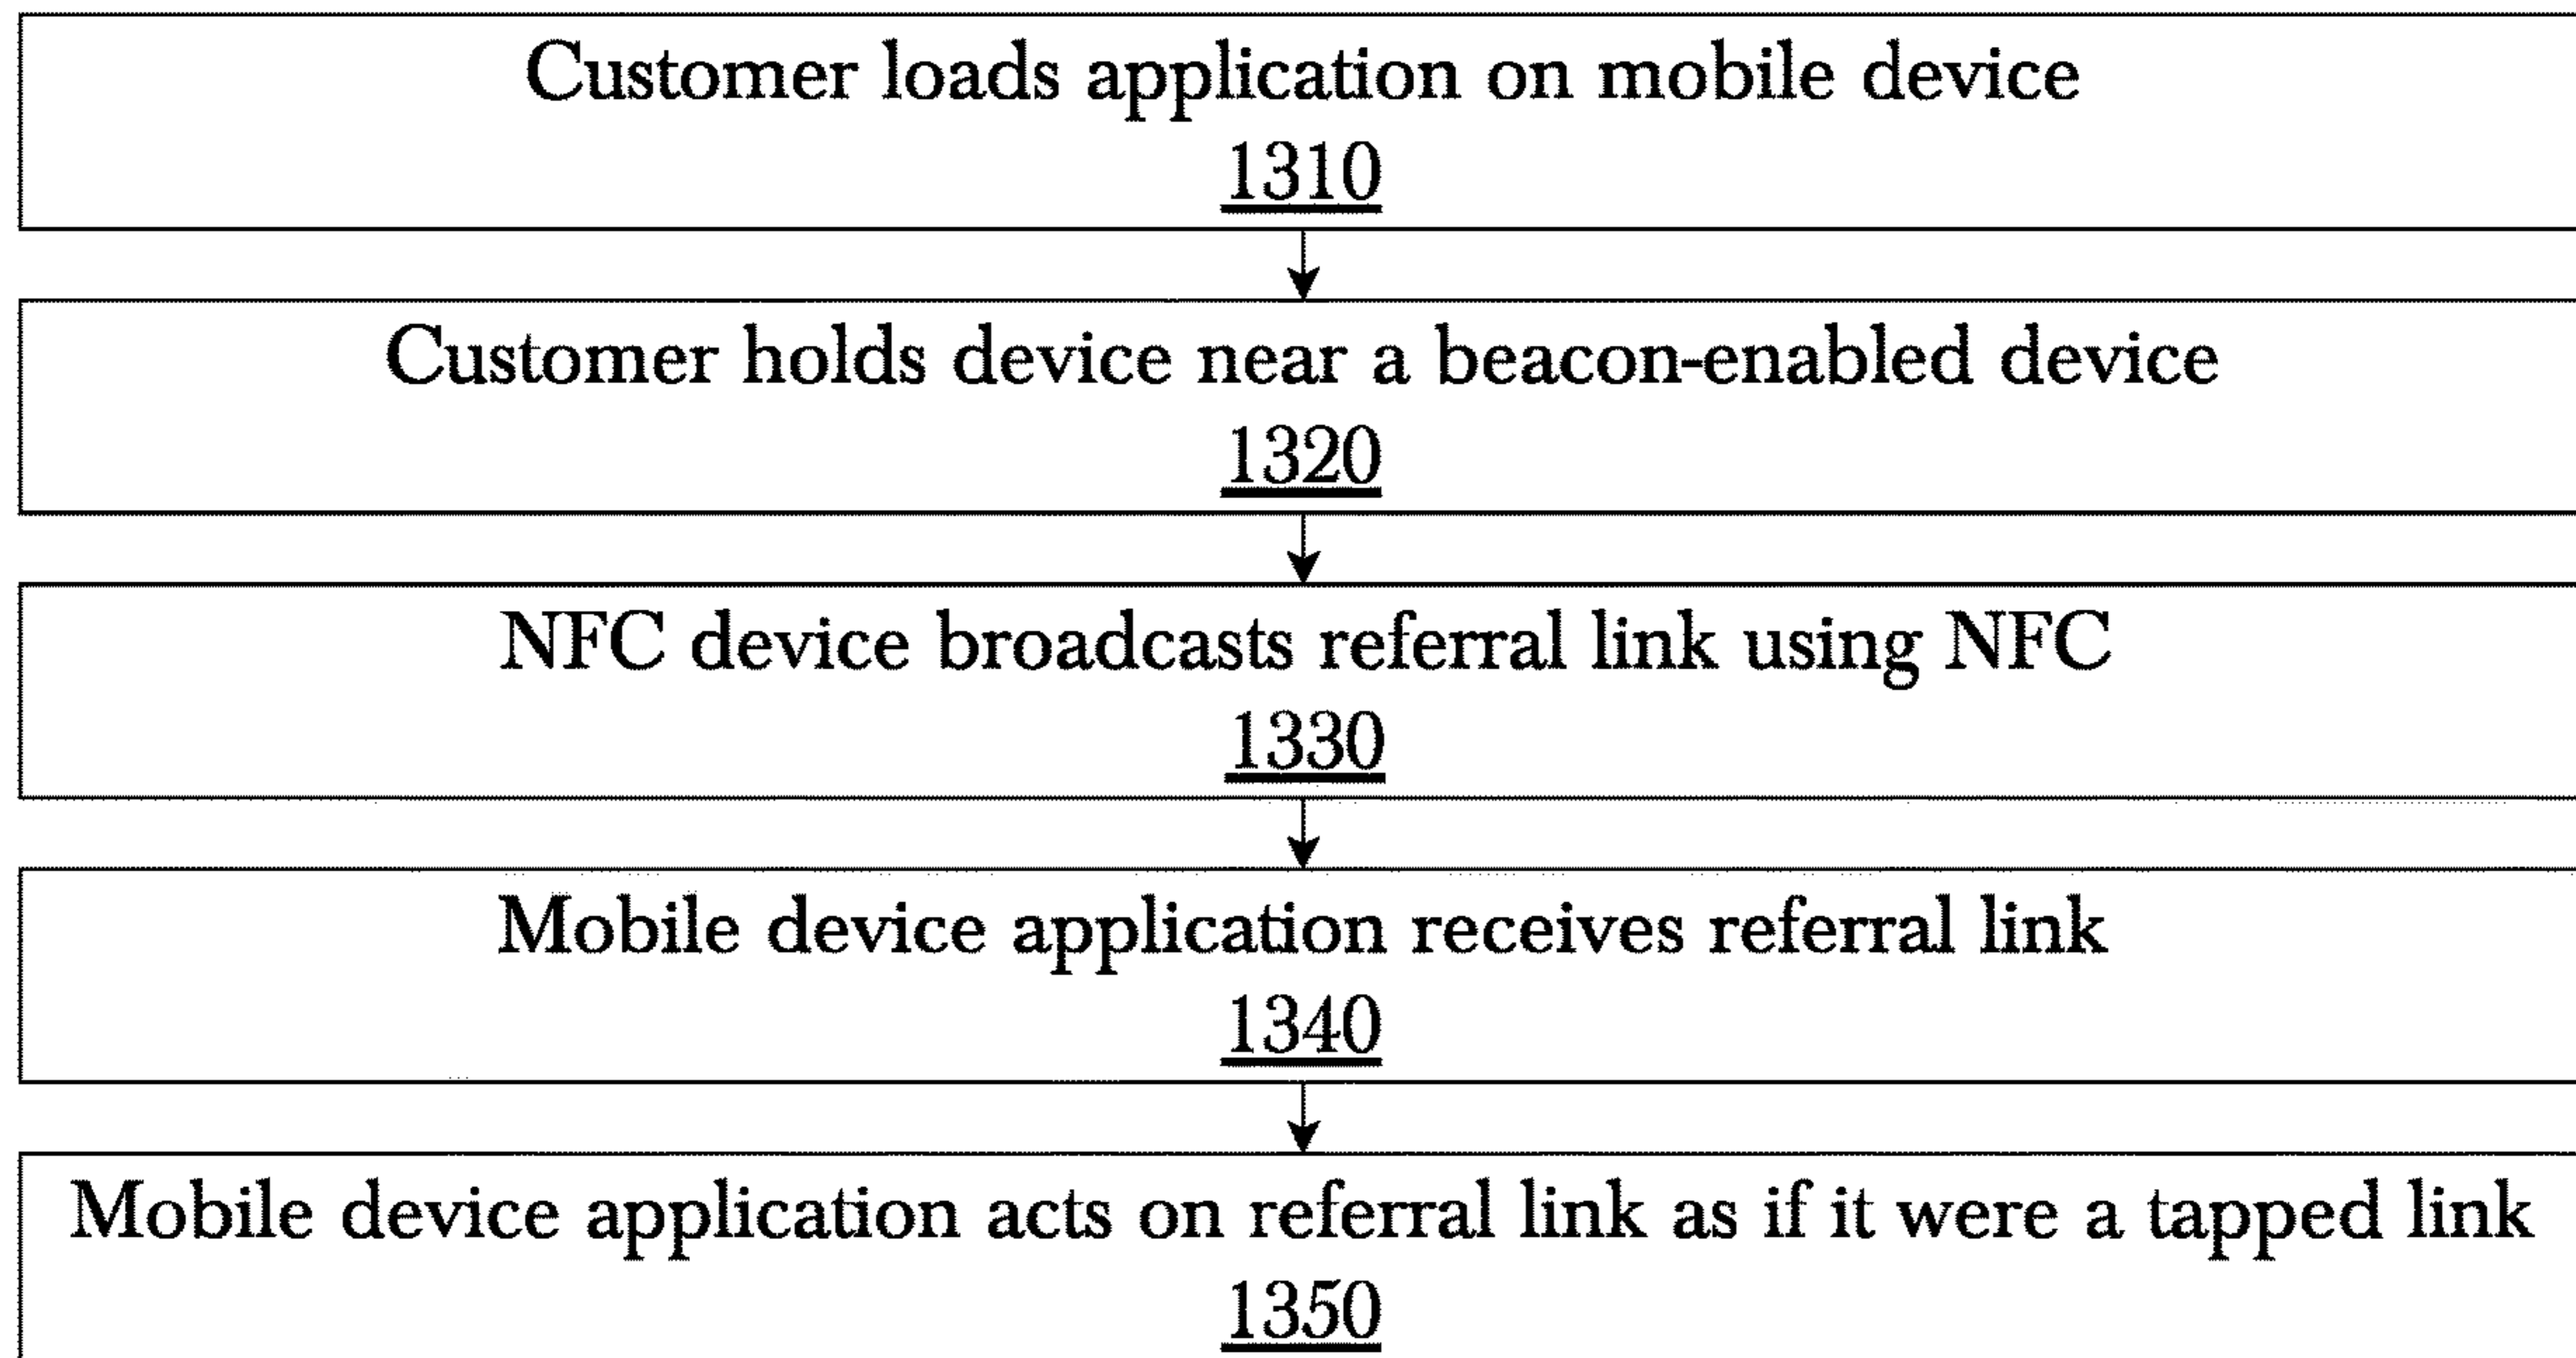 Customer loads application on mobile device
1310
Customer holds device near a beacon-enabled device
1320
NFC device broadcasts referral link using NFC
1330
Mobile device application receives referral link
1340
Mobile device application acts on referral link as if it were a tapped link
1350